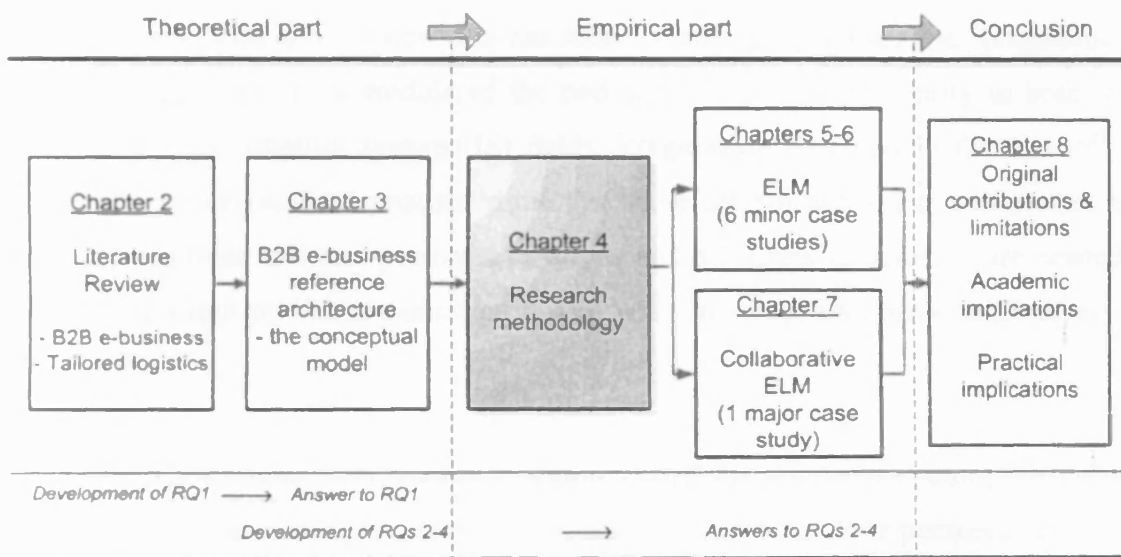 Theoretical part
Empirical part
Conclusion
Chapter 2
Literature
Review
- B2B e-business
- Tailored logistics
Chapter 3
B2B e-business
reference
architecture
- the conceptual
model
Chapter 4
Research
methodology
Chapters 5-6
ELM
(6 minor case
studies)
Chapter 7
Collaborative
ELM
(1 major case
study)
Chapter 8
Original
contributions &
limitations
Academic
implications
Practical
implications
Development of RQ1
Answer to RQ1
Development of RQs 2-4
Answers to RQs 2-4